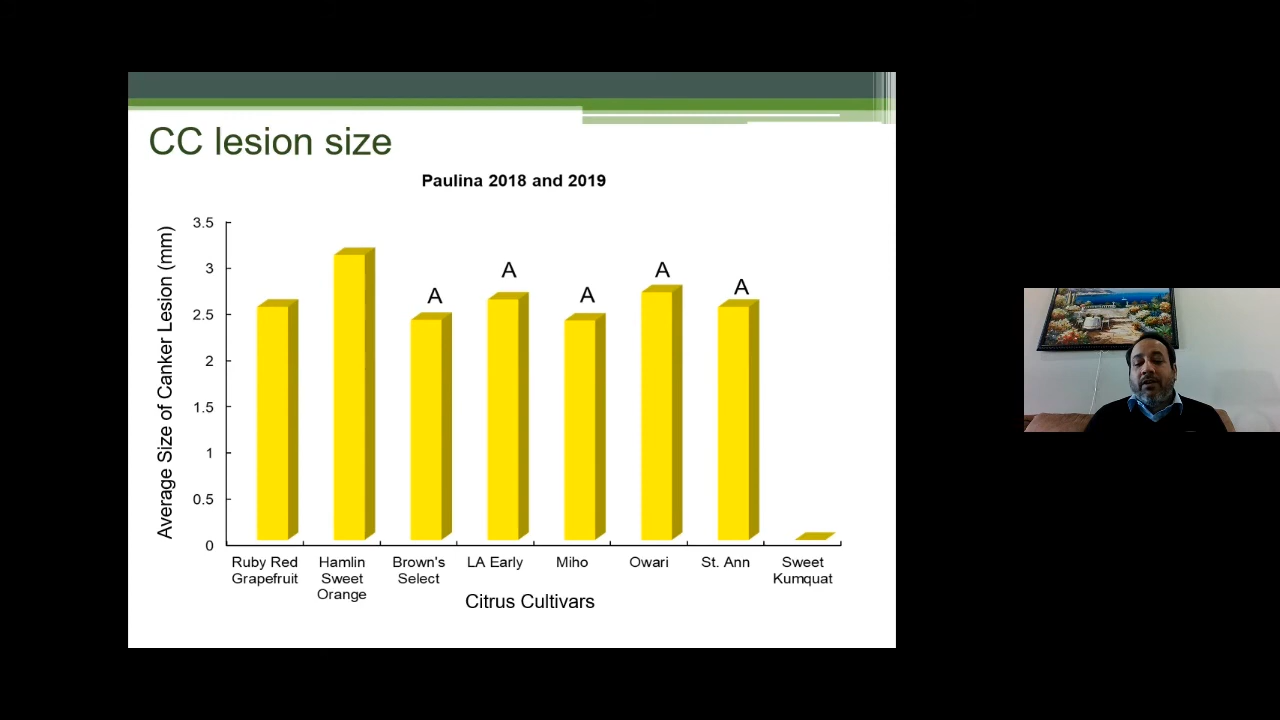 CC lesion size
Paulina 2018 and 2019
Average Size of Canker Lesion (mm)
3.5
3
2.5
2
1.5
1
0.5
0
A
A
A
A
A
Ruby Red
Grapefruit
Hamlin
Sweet
Orange
Brown's
Select
LA Early
Miho
Owari
St. Ann
Sweet
Kumquat
Citrus Cultivars